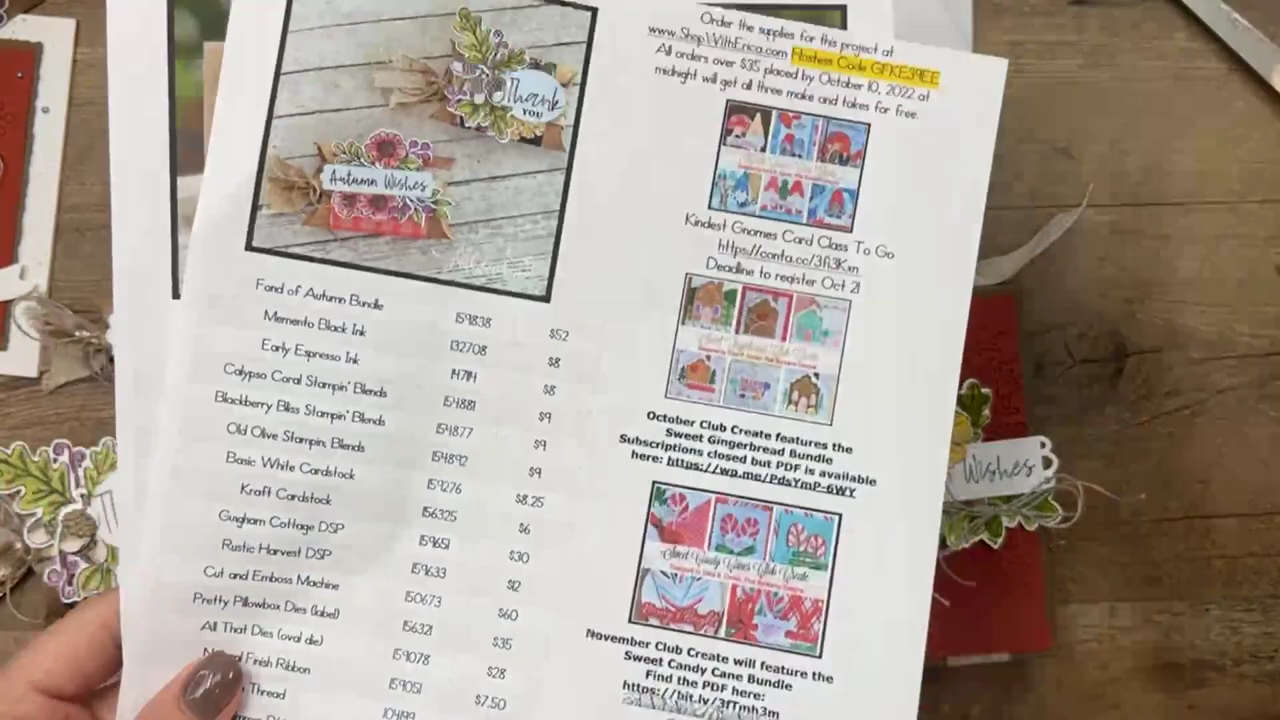 Thank
YOU
Autumn Wishes
Fond of Autumn Bundle 159838 $52
Memento Black Ink 132708 $8
Early Espresso Ink 147114 $8
Calypso Coral Stampin' Blends 154881 $9
Blackberry Bliss Stampin' Blends 154877 $9
Old Olive Stampin; Blends 154892 $9
Basic White Cardstock 159276 $8.25
Kraft Cardstock 156325 $6
Gingham Cottage DSP 159651 $30
Rustic Harvest DSP 159633 $12
Cut and Emboss Machine 150673 $60
Pretty Pillowbox Dies (label) 156321 $35
All That Dies (oval die) 159078 $28
Finish Ribbon 159051 $7.50
Thread 104199
Order the supplies for this project at
www.ShopWithErica.com Hostess Code GFKE39EE
All orders over $35 placed by October 10, 2022 at
midnight will get all three make and takes for free.
Kindest Gnomes Card Class To Go
Deadline to register Oct 21
October Club Create features the
Sweet Gingerbread Bundle
Subscriptions closed but PDF is available
here: https://wp.me/PdsYmP-6WY
Sweet Candy Canes Club Create
November Club Create will feature the
Sweet Candy Cane Bundle
Find the PDF here:
https://bit.ly/3fTmh3m
Wishes